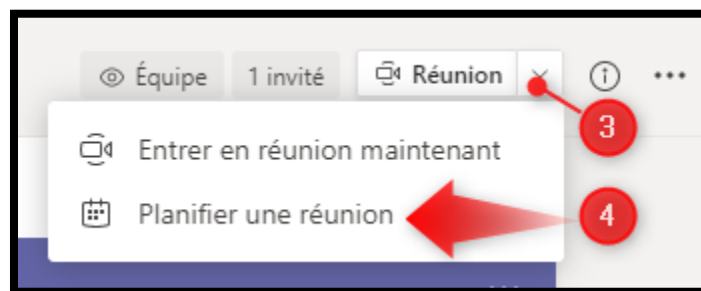 Équipe 1 invité Réunion
3
Entrer en réunion maintenant
Planifier une réunion
4